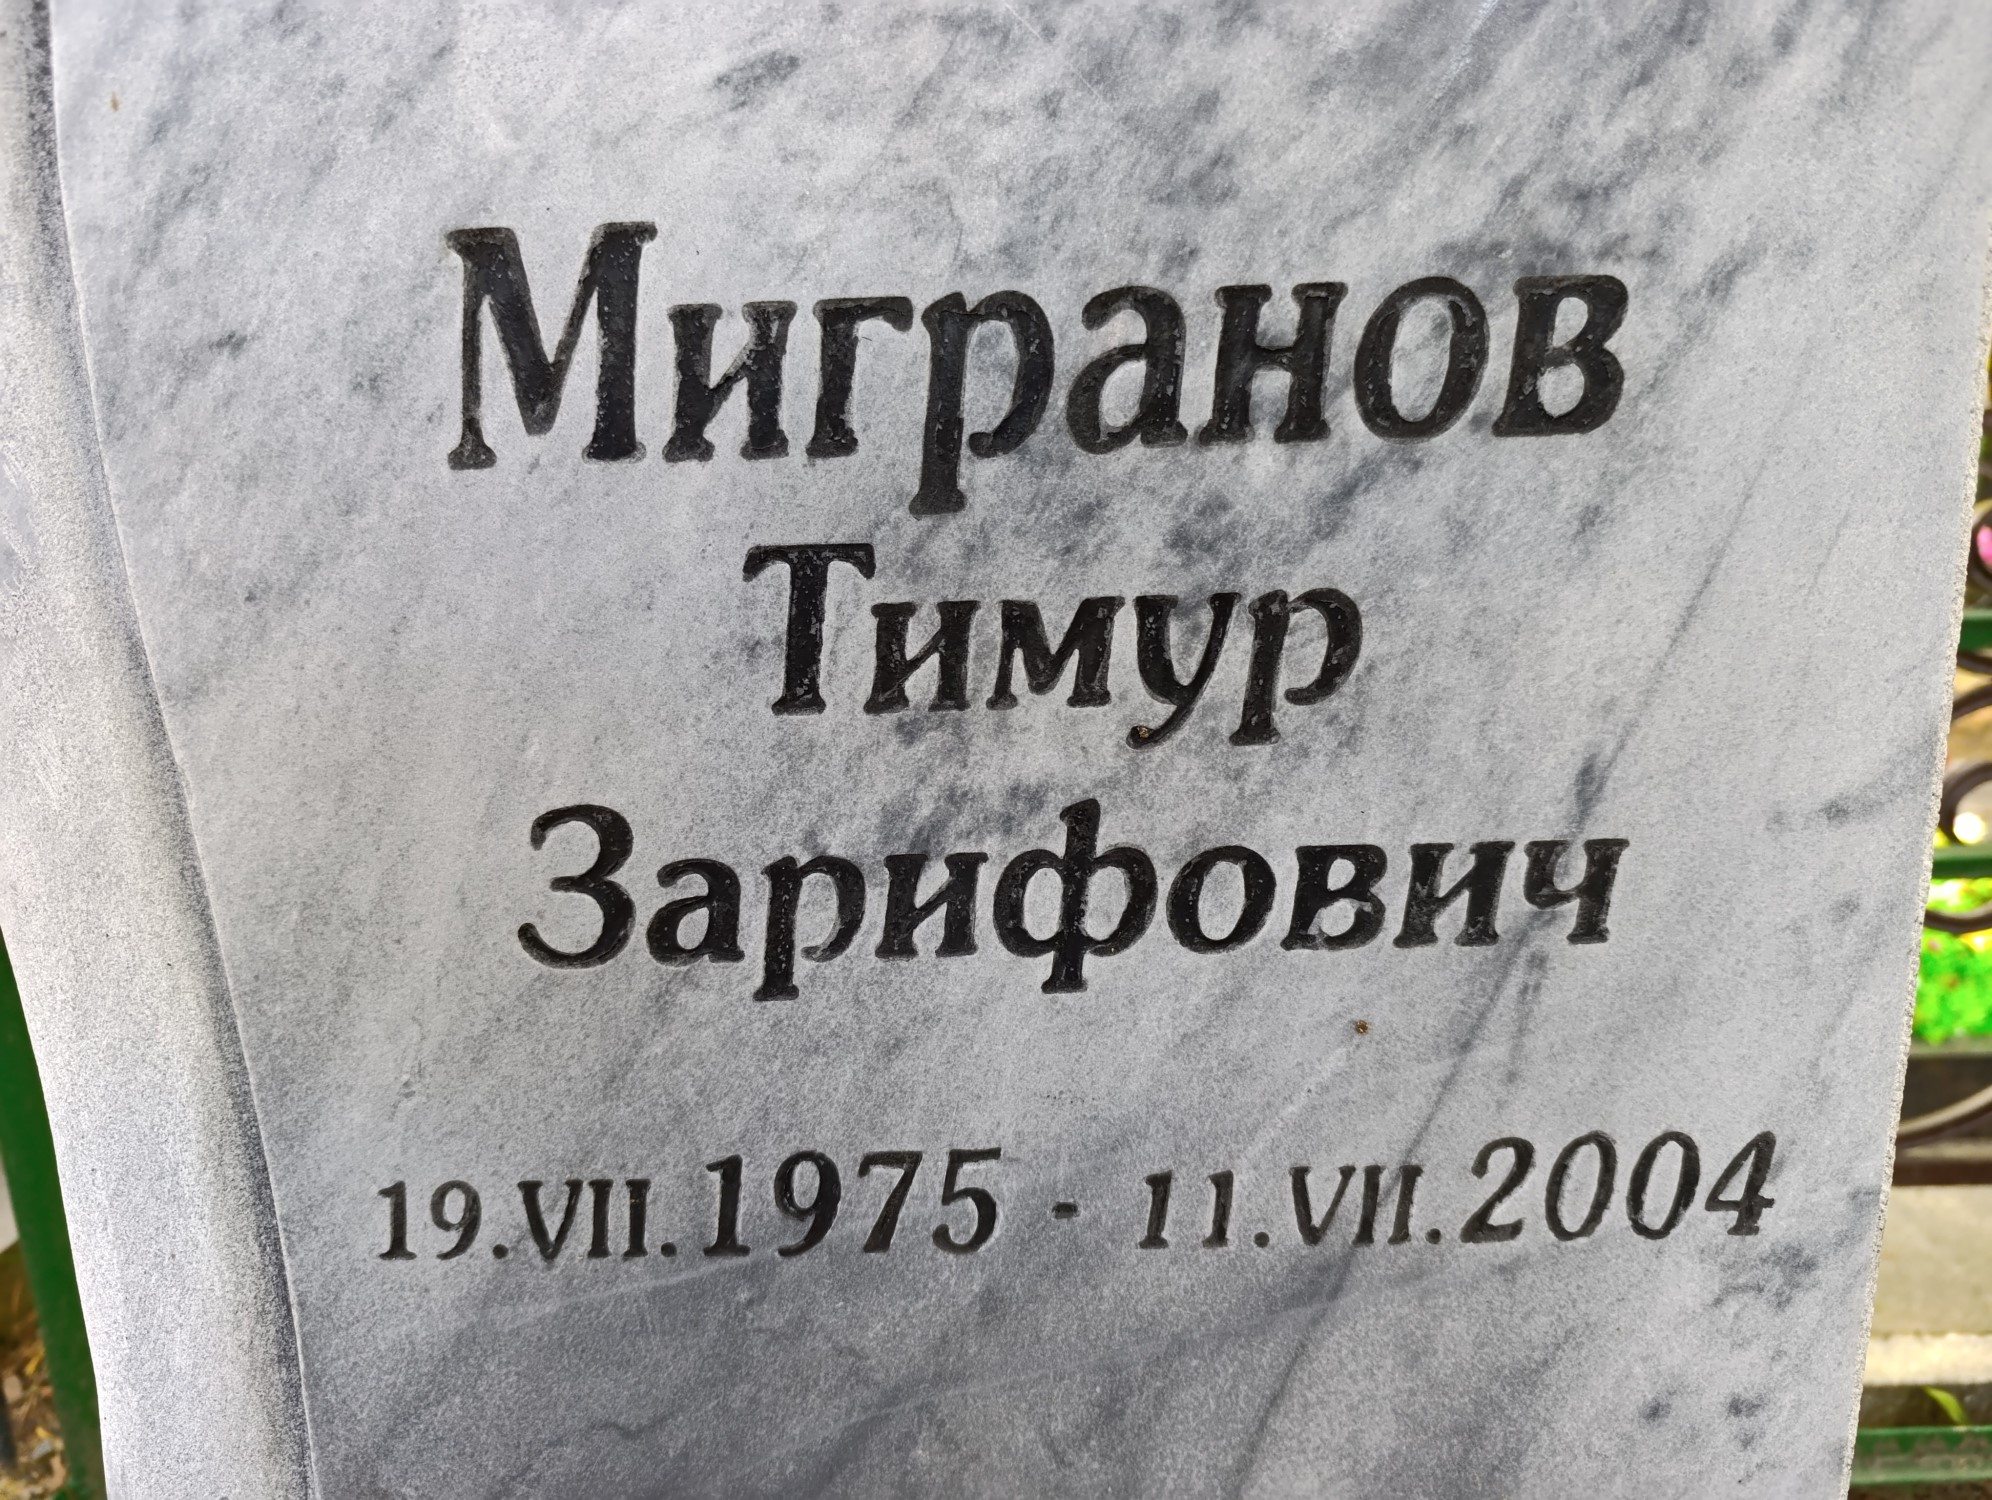 Мигранов
Тимур
Зарифович
19.VII.1975 - 11.VII.2004